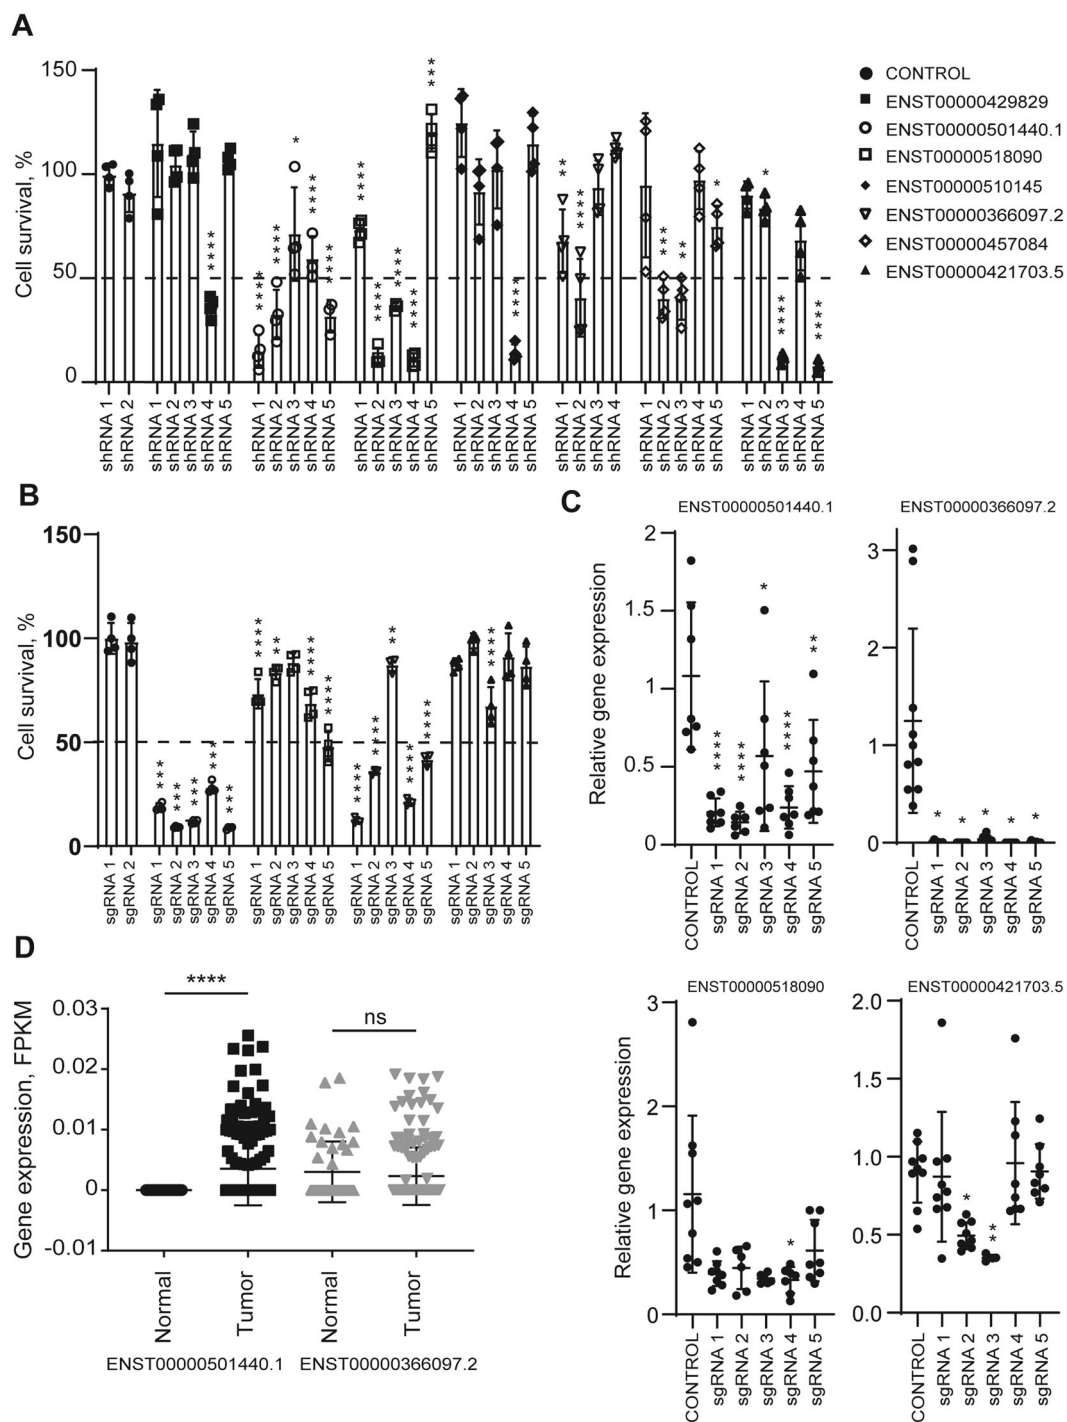 A
150
100
50
0
Cell survival, %
****
****
****
*
****
****
****
****
****
****
***
***
**
****
***
**
*
*
****
****
shRNA 1
shRNA 2
shRNA 1
shRNA 2
shRNA 3
shRNA 4
shRNA 5
shRNA 1
shRNA 2
shRNA 3
shRNA 4
shRNA 5
shRNA 1
shRNA 2
shRNA 3
shRNA 4
shRNA 5
shRNA 1
shRNA 2
shRNA 3
shRNA 4
shRNA 5
shRNA 1
shRNA 2
shRNA 3
shRNA 4
shRNA 1
shRNA 2
shRNA 3
shRNA 4
shRNA 5
shRNA 1
shRNA 2
shRNA 3
shRNA 4
shRNA 5
CONTROL
ENST00000429829
ENST00000501440.1
ENST00000518090
ENST00000510145
ENST00000366097.2
ENST00000457084
ENST00000421703.5
B
150
100
50
0
Cell survival, %
***
***
***
***
***
****
**
****
****
****
****
**
****
****
****
sgRNA 1
sgRNA 2
sgRNA 1
sgRNA 2
sgRNA 3
sgRNA 4
sgRNA 5
sgRNA 1
sgRNA 2
sgRNA 3
sgRNA 4
sgRNA 5
sgRNA 1
sgRNA 2
sgRNA 3
sgRNA 4
sgRNA 5
sgRNA 1
sgRNA 2
sgRNA 3
sgRNA 4
sgRNA 5
C
ENST00000501440.1
2
1.5
1
0.5
0
Relative gene expression
****
****
*
****
**
CONTROL
sgRNA 1
sgRNA 2
sgRNA 3
sgRNA 4
sgRNA 5
ENST00000366097.2
3
2
1
0
*
*
*
*
*
CONTROL
sgRNA 1
sgRNA 2
sgRNA 3
sgRNA 4
sgRNA 5
ENST00000518090
3
2
1
0
Relative gene expression
*
CONTROL
sgRNA 1
sgRNA 2
sgRNA 3
sgRNA 4
sgRNA 5
ENST00000421703.5
2.0
1.5
1.0
0.5
0.0
*
**
CONTROL
sgRNA 1
sgRNA 2
sgRNA 3
sgRNA 4
sgRNA 5
D
****
ns
0.03
0.02
0.01
0
-0.01
Gene expression, FPKM
Normal
Tumor
Normal
Tumor
ENST00000501440.1
ENST00000366097.2